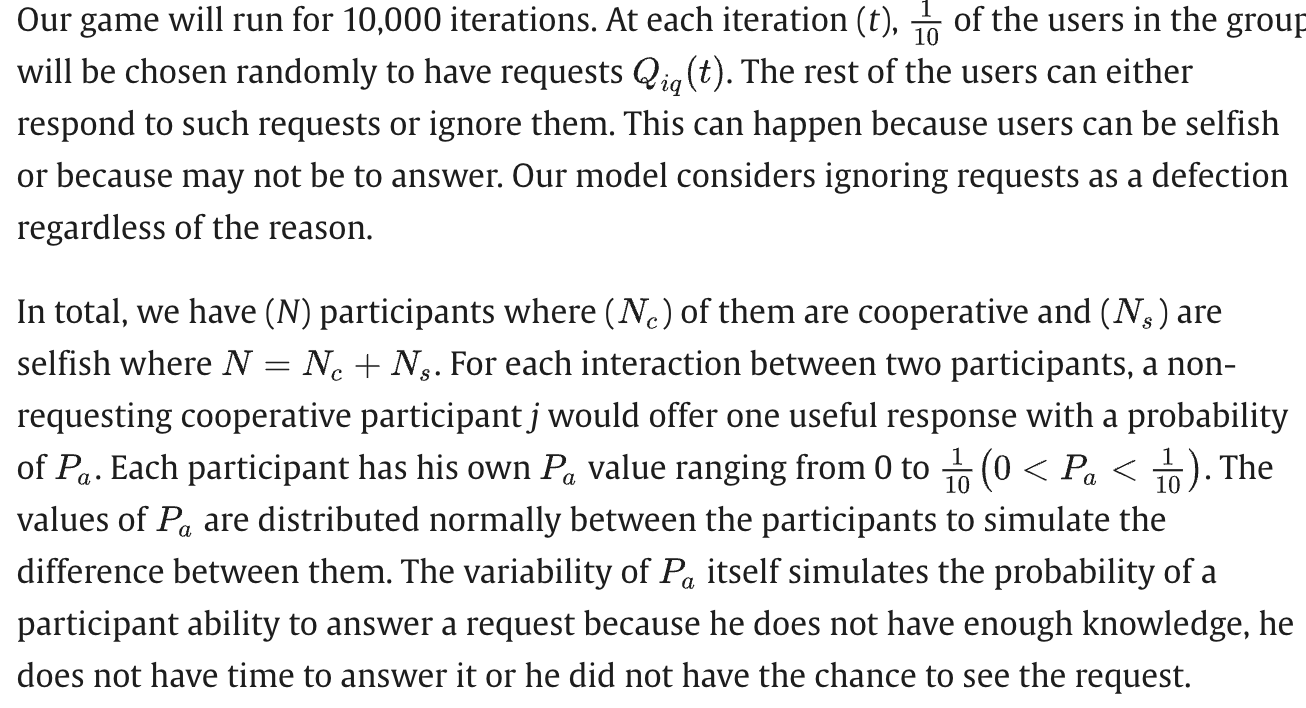 Our game will run for 10,000 iterations. At each iteration (t), 1/10 of the users in the group
will be chosen randomly to have requests Q_{iq}(t). The rest of the users can either
respond to such requests or ignore them. This can happen because users can be selfish
or because may not be to answer. Our model considers ignoring requests as a defection
regardless of the reason.
In total, we have (N) participants where (N_c) of them are cooperative and (N_s) are
selfish where N = N_c + N_s. For each interaction between two participants, a non-
requesting cooperative participant j would offer one useful response with a probability
of P_a. Each participant has his own P_a value ranging from 0 to 1/10 (0 < P_a < 1/10). The
values of P_a are distributed normally between the participants to simulate the
difference between them. The variability of P_a itself simulates the probability of a
participant ability to answer a request because he does not have enough knowledge, he
does not have time to answer it or he did not have the chance to see the request.